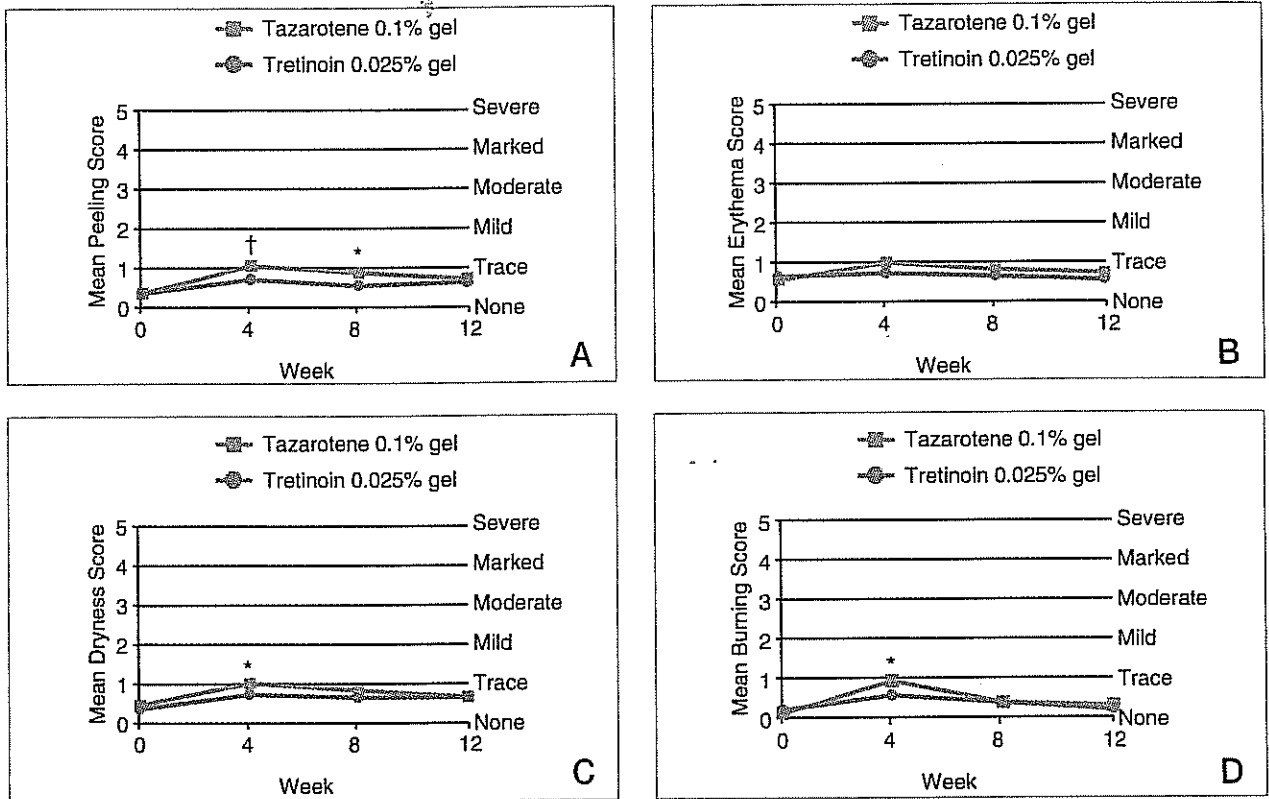 Tazarotene 0.1% gel
Tretinoin 0.025% gel
Mean Peeling Score
5
4
3
2
1
0
Severe
Marked
Moderate
Mild
Trace
None
†
*
0 4 8 12
Week
A
Tazarotene 0.1% gel
Tretinoin 0.025% gel
Mean Erythema Score
5
4
3
2
1
0
Severe
Marked
Moderate
Mild
Trace
None
0 4 8 12
Week
B
Tazarotene 0.1% gel
Tretinoin 0.025% gel
Mean Dryness Score
5
4
3
2
1
0
Severe
Marked
Moderate
Mild
Trace
None
*
0 4 8 12
Week
C
Tazarotene 0.1% gel
Tretinoin 0.025% gel
Mean Burning Score
5
4
3
2
1
0
Severe
Marked
Moderate
Mild
Trace
None
*
0 4 8 12
Week
D